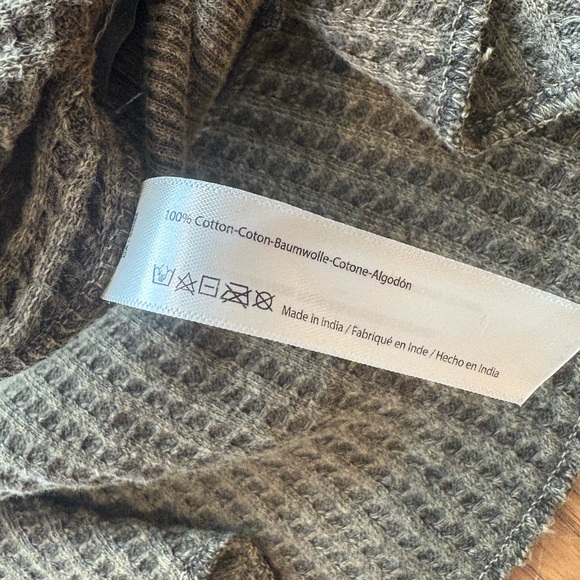 100% Cotton-Coton-Baumwolle-Cotone-Algodón
Made in India / Fabriqué en Inde / Hecho en India